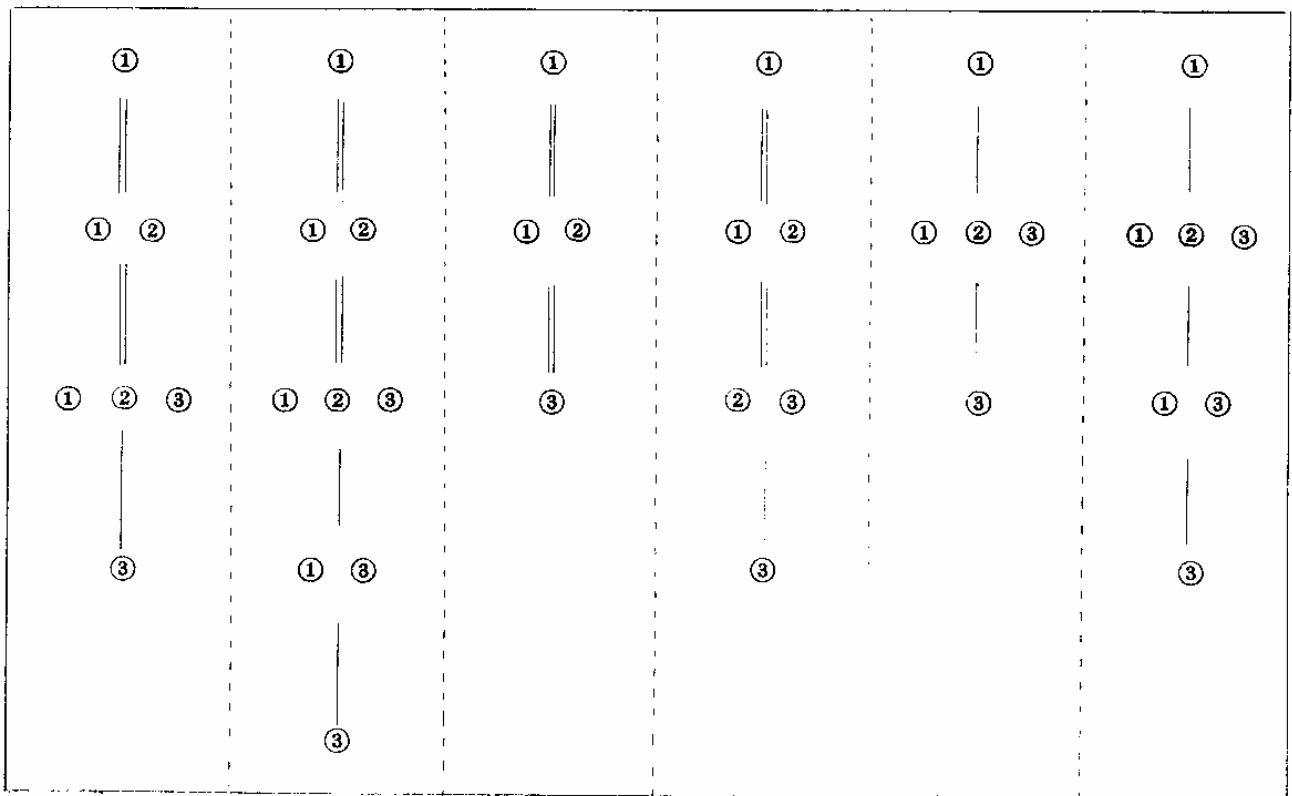 ① ① ① ① ① ①
① ② ① ② ① ② ① ② ① ② ③ ① ② ③
① ② ③ ① ② ③ ③ ② ③ ③ ① ③
③ ① ③ ③ ③
③